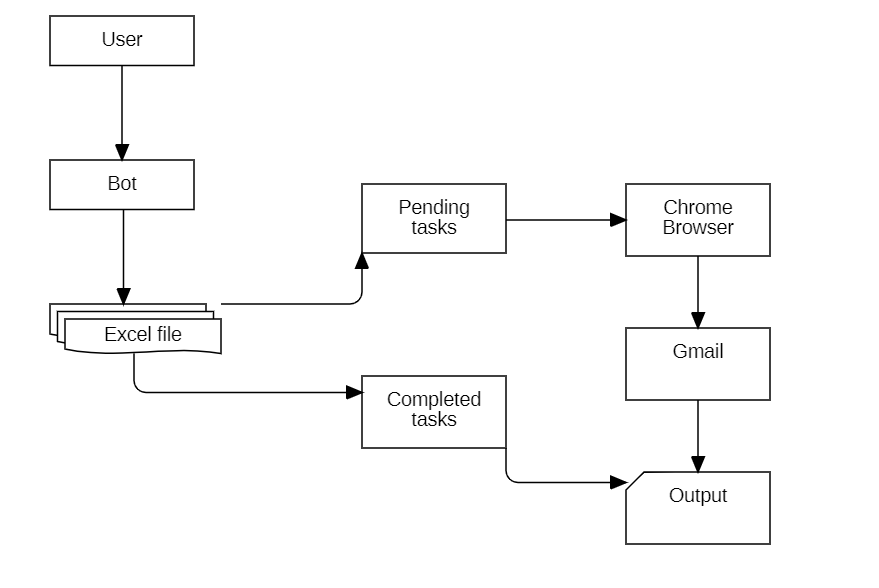 User
Bot
Pending
tasks
Chrome
Browser
Excel file
Gmail
Completed
tasks
Output